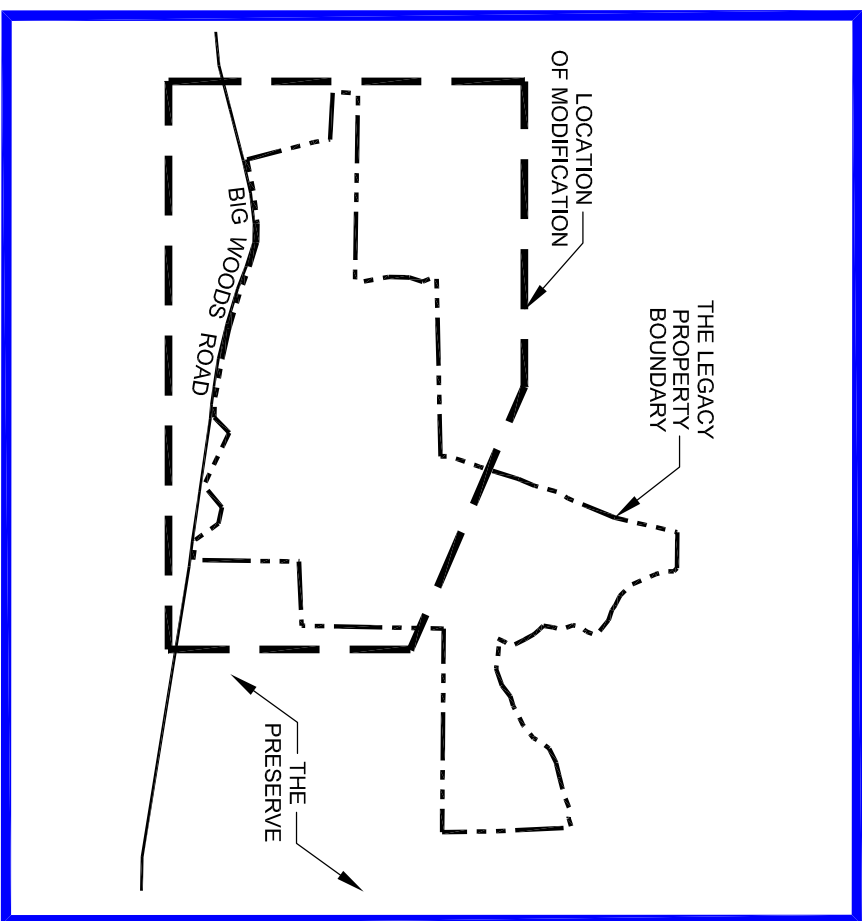 LOCATION
OF MODIFICATION
THE LEGACY
PROPERTY
BOUNDARY
BIG WOODS ROAD
THE
PRESERVE